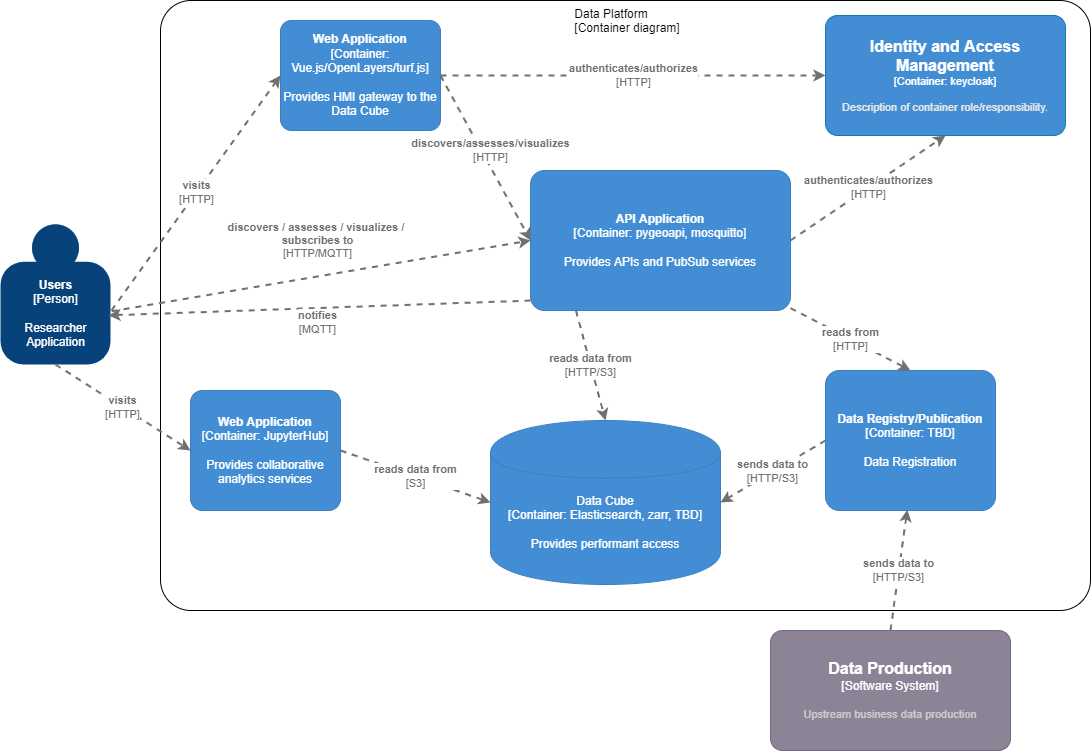 Data Platform
[Container diagram]
Web Application
[Container:
Vue.js/OpenLayers/turf.js]
Provides HMI gateway to the
Data Cube
authenticates/authorizes
[HTTP]
Identity and Access
Management
[Container: keycloak]
Description of container role/responsibility.
discovers/assesses/visualizes
[HTTP]
visits
[HTTP]
authenticates/authorizes
[HTTP]
API Application
[Container: pygeoapi, mosquitto]
Provides APIs and PubSub services
discovers / assesses / visualizes /
subscribes to
[HTTP/MQTT]
Users
[Person]
Researcher
Application
notifies
[MQTT]
reads from
[HTTP]
reads data from
[HTTP/S3]
visits
[HTTP]
Web Application
[Container: JupyterHub]
Provides collaborative
analytics services
reads data from
[S3]
Data Cube
[Container: Elasticsearch, zarr, TBD]
Provides performant access
sends data to
[HTTP/S3]
Data Registry/Publication
[Container: TBD]
Data Registration
sends data to
[HTTP/S3]
Data Production
[Software System]
Upstream business data production